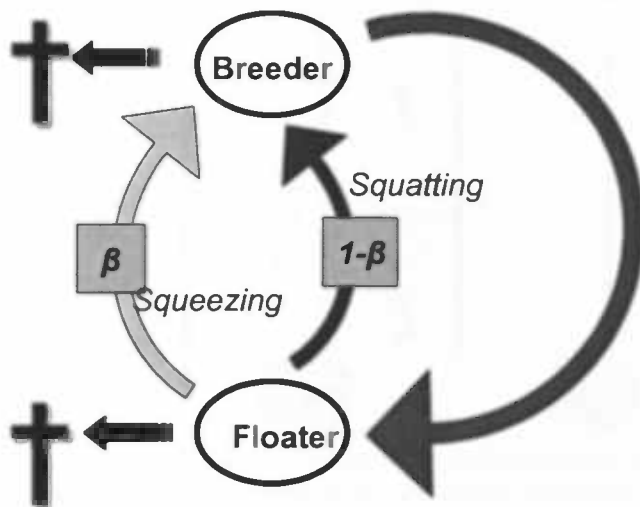 Breeder
Squatting
β
1-β
Squeezing
Floater